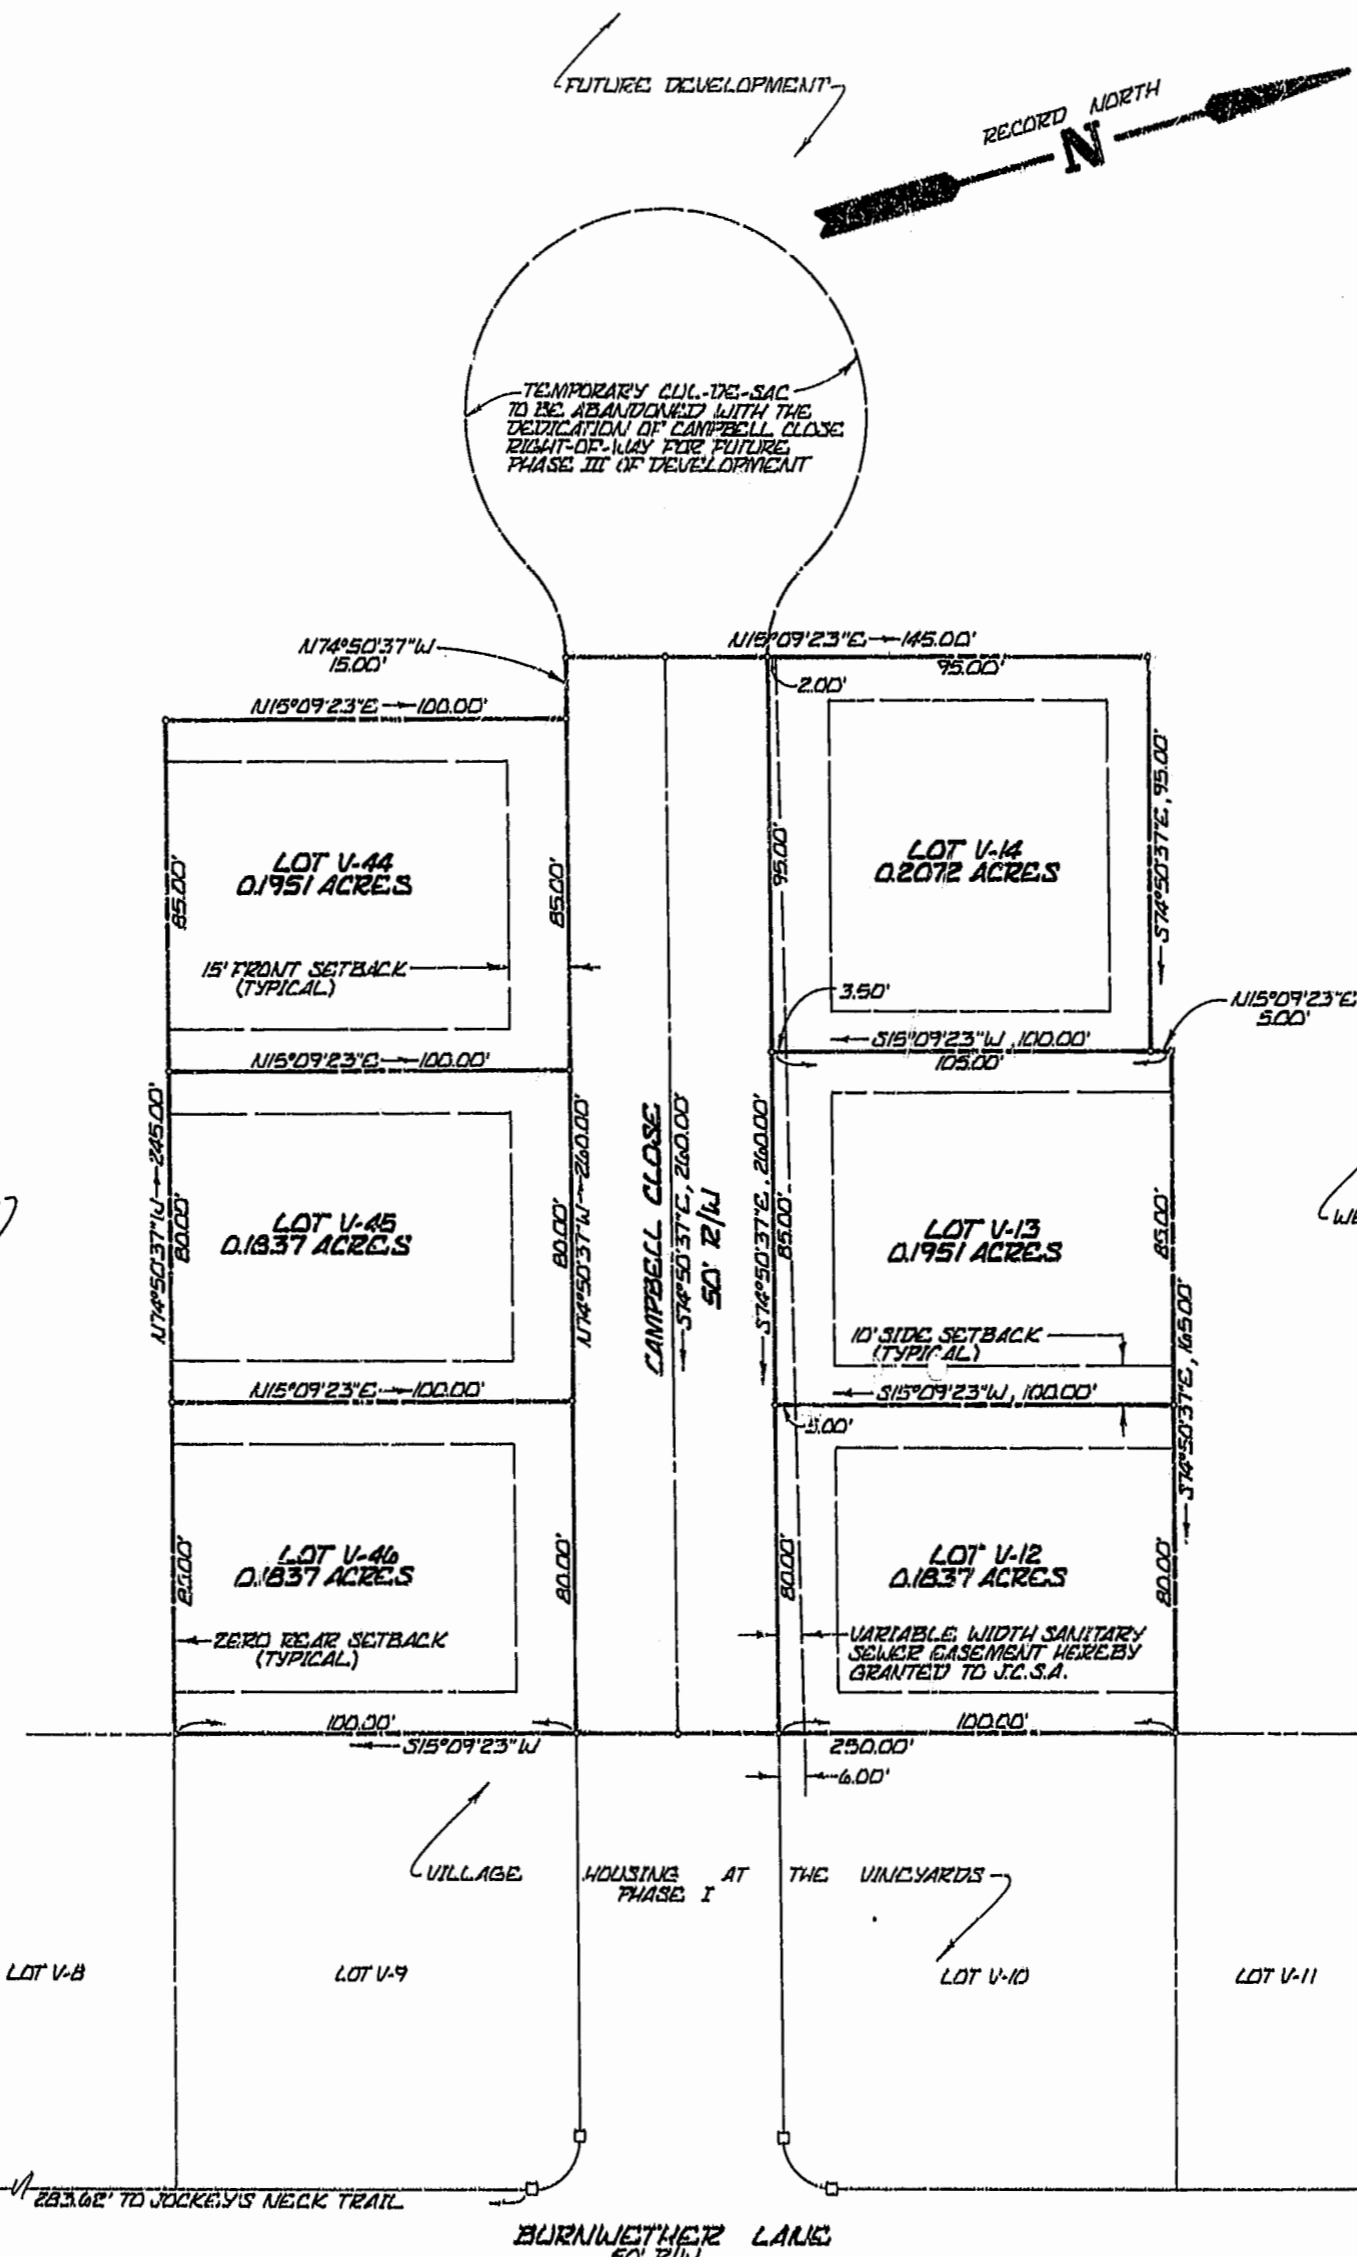 FUTURE DEVELOPMENT
RECORD NORTH
N
TEMPORARY CUL-DE-SAC
TO BE ABANDONED WITH THE
DEDICATION OF CAMPBELL CLOSE
RIGHT-OF-WAY FOR FUTURE
PHASE III OF DEVELOPMENT
N74°50'37"W
15.00'
N15°09'23"E 145.00'
95.00'
2.00'
N15°09'23"E 100.00'
LOT V-44
0.1951 ACRES
85.00'
85.00'
15' FRONT SETBACK
(TYPICAL)
95.00'
LOT V-14
0.2072 ACRES
S74°50'37"E, 95.00'
3.50'
N15°09'23"E
5.00'
S15°09'23"W, 100.00'
105.00'
N15°09'23"E 100.00'
N74°50'37"W 245.00'
80.00'
LOT V-45
0.1837 ACRES
80.00'
N74°50'37"W 260.00'
CAMPBELL CLOSE
S74°50'37"E, 260.00'
50' R/W
S74°50'37"E, 260.00'
85.00'
LOT V-13
0.1951 ACRES
85.00'
10' SIDE SETBACK
(TYPICAL)
S15°09'23"W, 100.00'
S74°50'37"E, 165.00'
N15°09'23"E 100.00'
5.00'
LOT V-46
0.1837 ACRES
80.00'
ZERO REAR SETBACK
(TYPICAL)
80.00'
LOT V-12
0.1837 ACRES
80.00'
VARIABLE WIDTH SANITARY
SEWER EASEMENT HEREBY
GRANTED TO J.C.S.A.
100.00'
S15°09'23"W
100.00'
250.00'
6.00'
VILLAGE HOUSING AT THE VINEYARDS
PHASE I
LOT V-8
LOT V-9
LOT V-10
LOT V-11
283.62' TO JOCKEY'S NECK TRAIL
BURNWETHER LANE
50' R/W